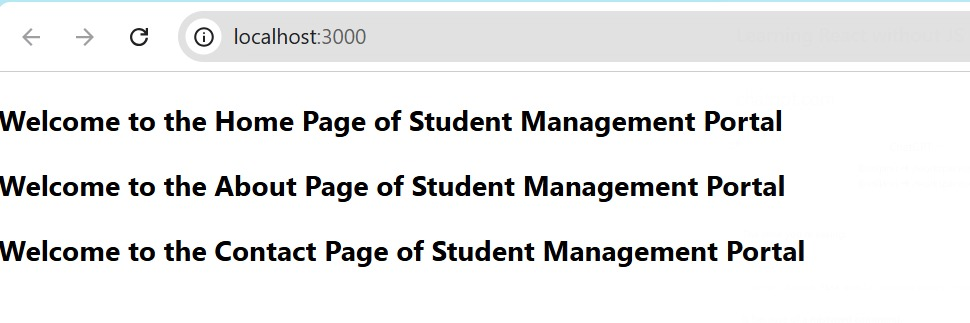 localhost:3000
Welcome to the Home Page of Student Management Portal
Welcome to the About Page of Student Management Portal
Welcome to the Contact Page of Student Management Portal